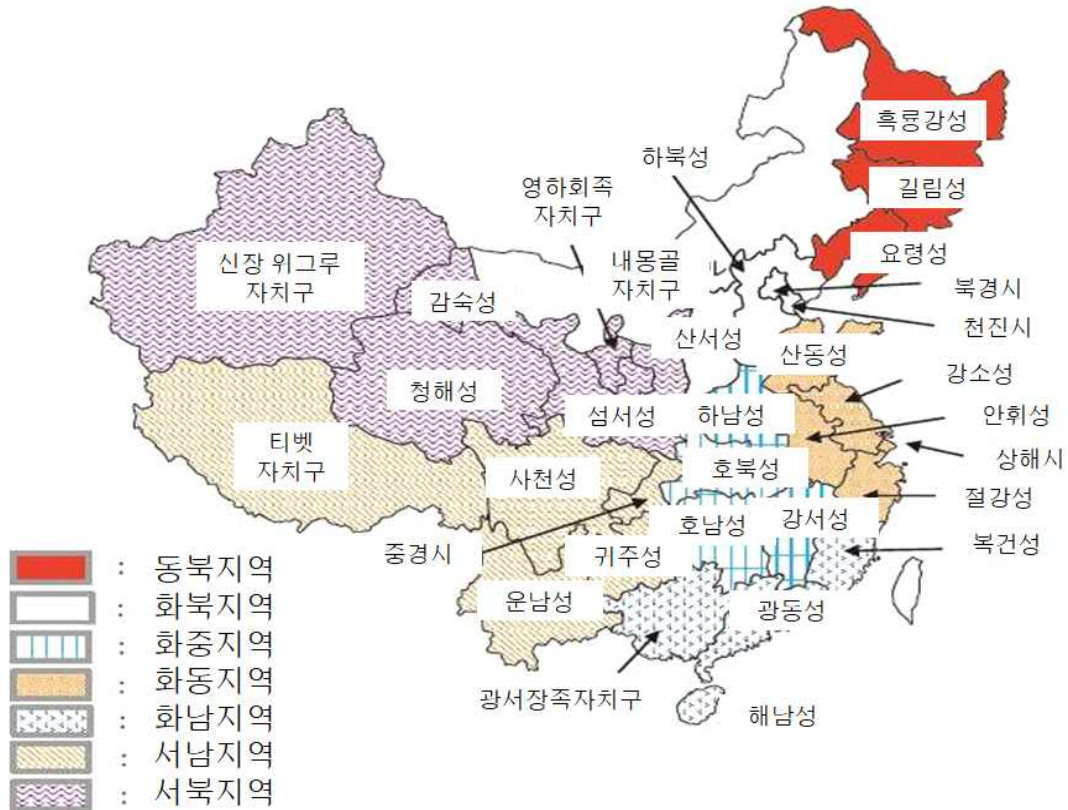 흑룡강성
하북성
영하회족
자치구
길림성
신장 위그루
자치구
내몽골
자치구
요령성
감숙성
북경시
천진시
산서성
산동성
청해성
강소성
섬서성
하남성
안휘성
티벳
자치구
상해시
사천성
호북성
절강성
호남성
강서성
중경시
귀주성
복건성
운남성
광동성
광서장족자치구
해남성
: 동북지역
: 화북지역
: 화중지역
: 화동지역
: 화남지역
: 서남지역
: 서북지역